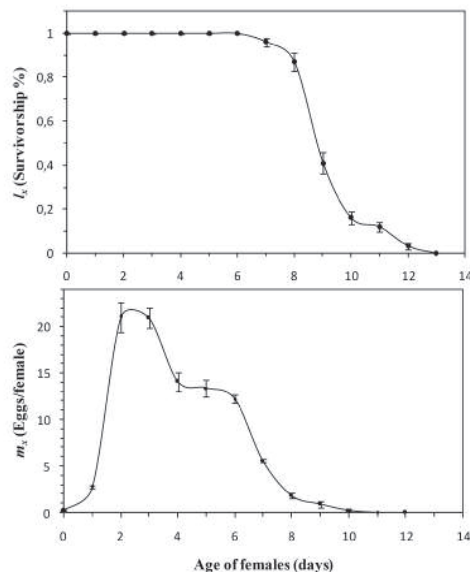 1
0,8
0,6
0,4
0,2
0
lx (Survivorship %)
0 2 4 6 8 10 12 14
20
15
10
5
0
mx (Eggs/female)
0 2 4 6 8 10 12 14
Age of females (days)